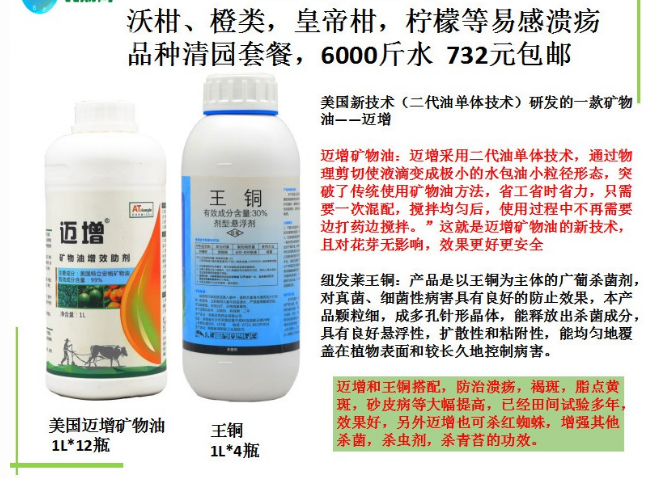 沃柑、橙类，皇帝柑，柠檬等易感溃疡
品种清园套餐，6000斤水 732元包邮
美国新技术（二代油单体技术）研发的一款矿物
油——迈增
迈增矿物油：迈增采用二代油单体技术，通过物
理剪切使液滴变成极小的水包油小粒径形态，突
破了传统使用矿物油方法，省工省时省力，只需
要一次混配，搅拌均匀后，使用过程中不再需要
边打药边搅拌。”这就是迈增矿物油的新技术，
且对花芽无影响，效果更好更安全
纽发莱王铜：产品是以王铜为主体的广葡杀菌剂，
对真菌、细菌性病害具有良好的防止效果，本产
品颗粒细，成多孔针形晶体，能释放出杀菌成分，
具有良好悬浮性，扩散性和粘附性，能均匀地覆
盖在植物表面和较长久地控制病害。
迈增和王铜搭配，防治溃疡，褐斑，脂点黄
斑，砂皮病等大幅提高，已经田间试验多年，
效果好，另外迈增也可杀红蜘蛛，增强其他
杀菌，杀虫剂，杀青苔的功效。
迈增®
矿物油增效助剂
净含量：1L
王 铜
有效成分含量:30%
剂型:悬浮剂
美国迈增矿物油
1L*12瓶
王铜
1L*4瓶